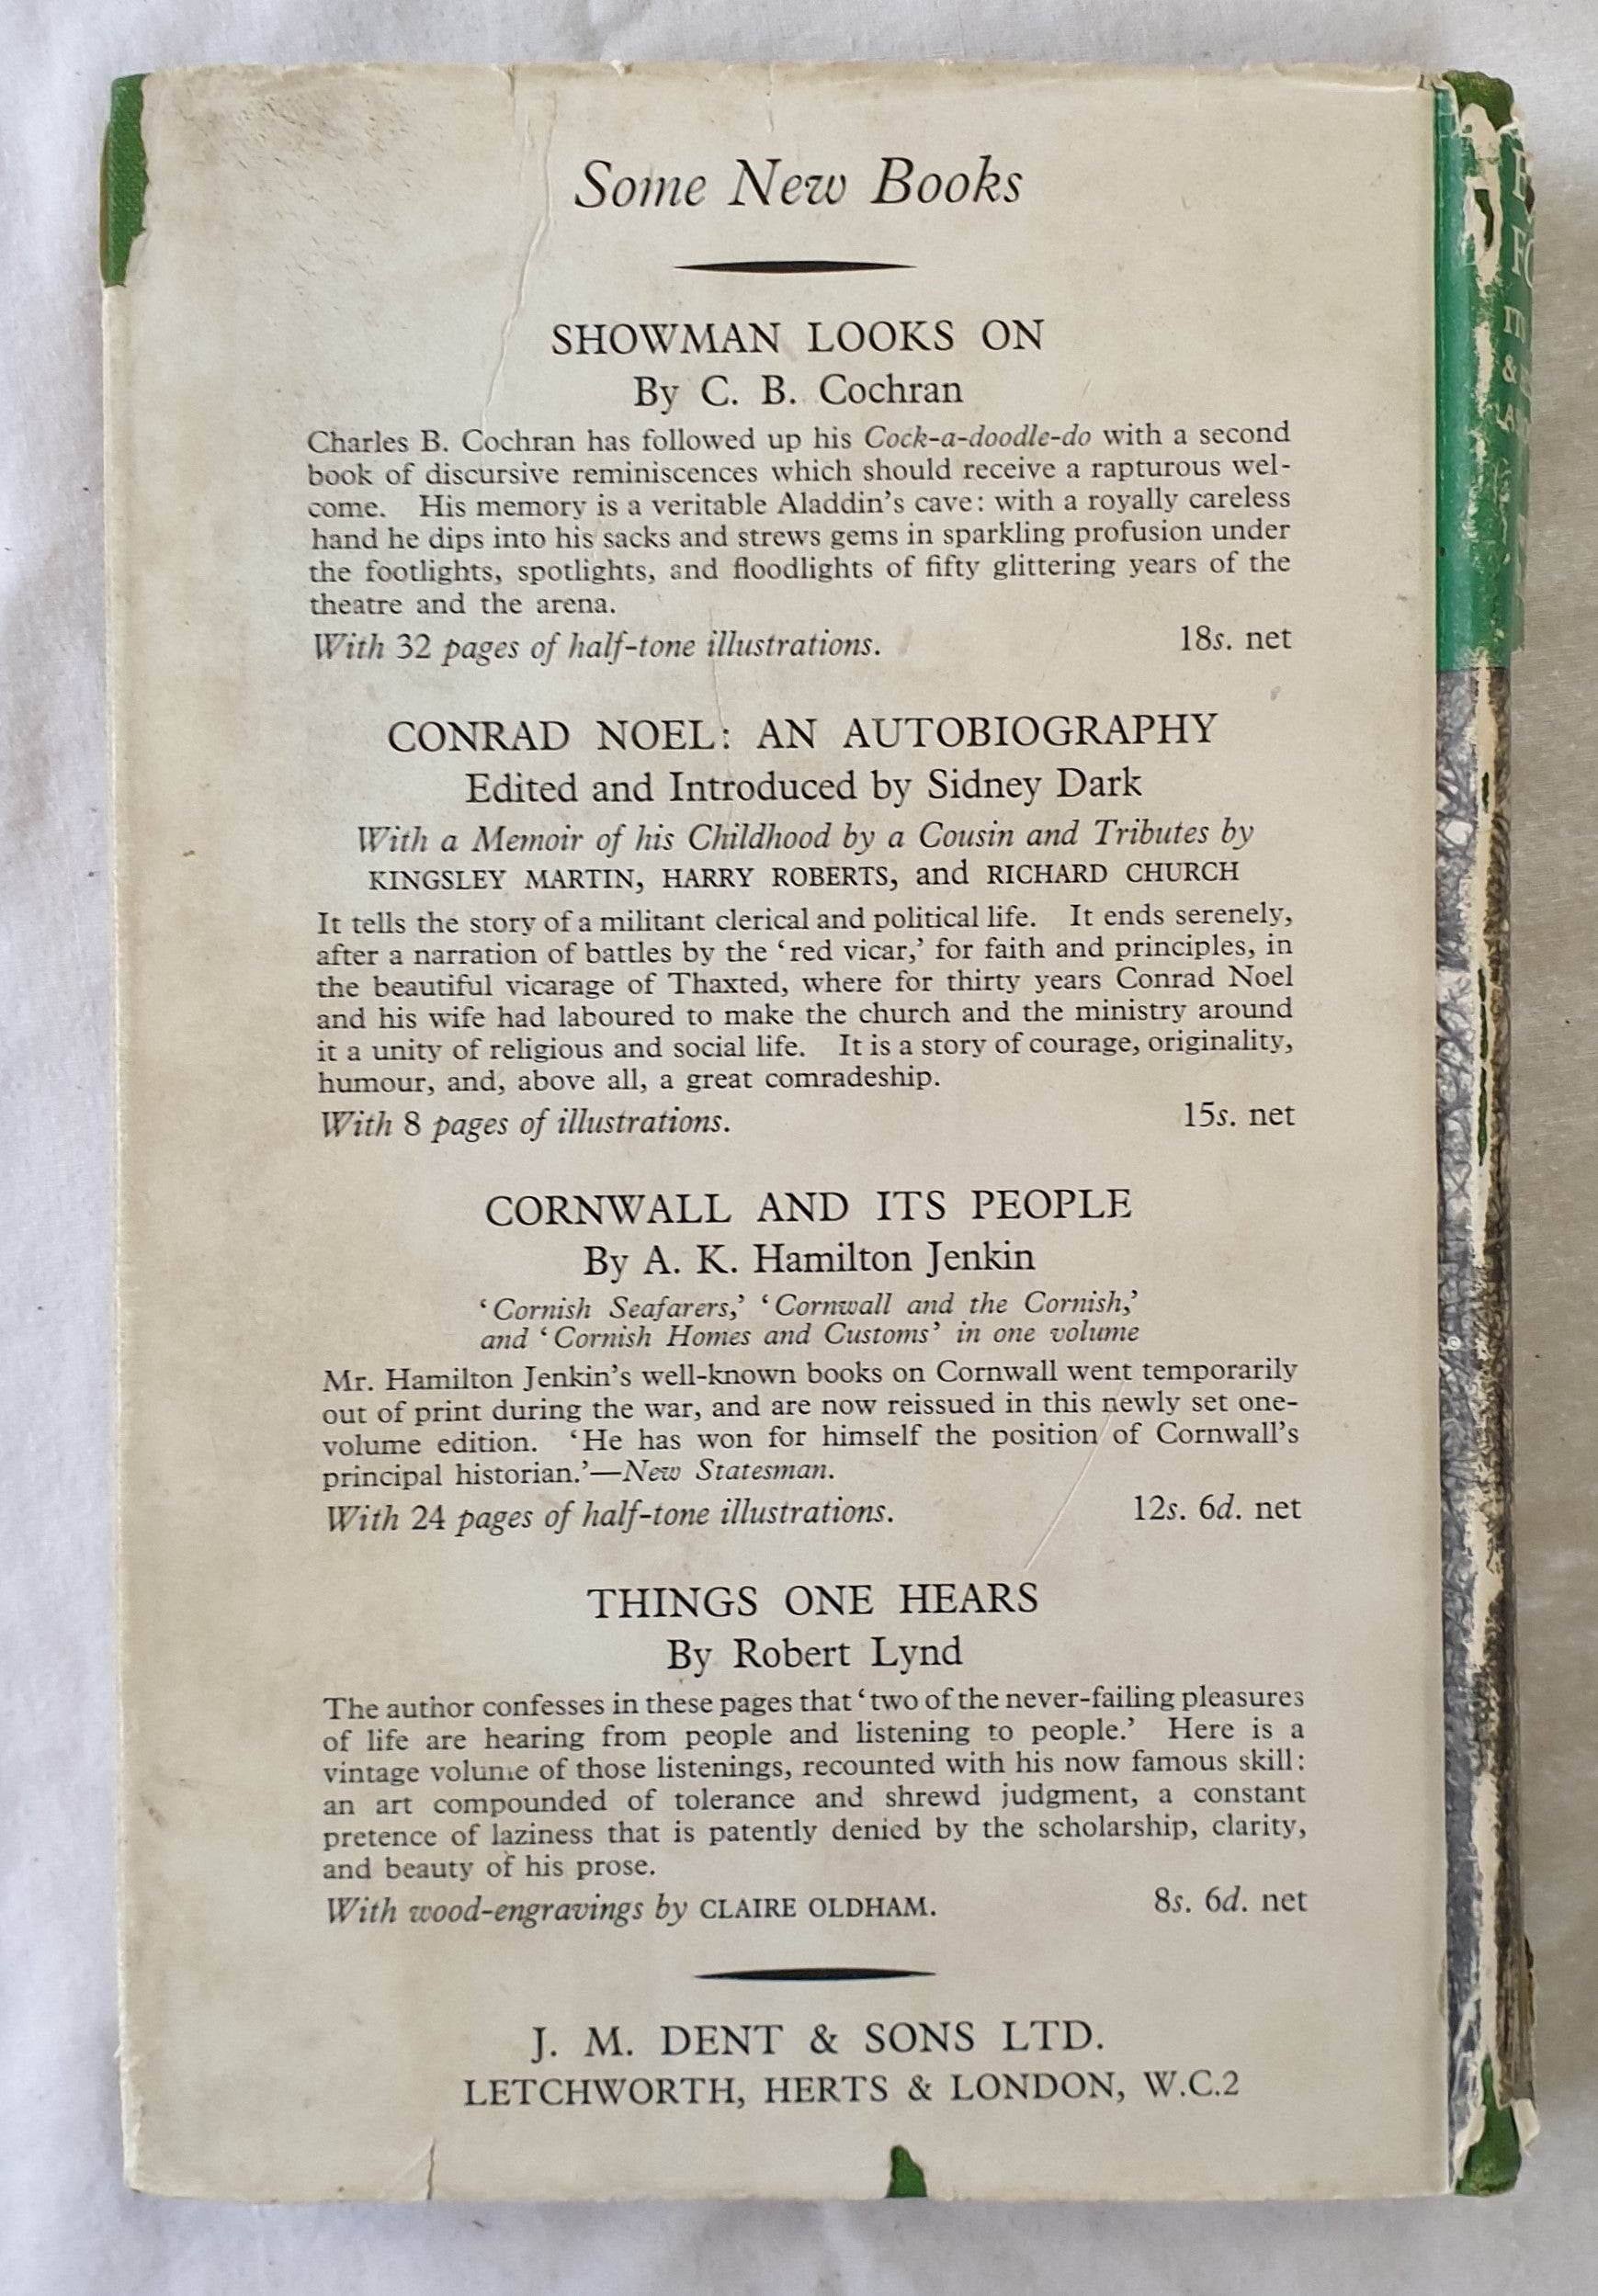 Some New Books
SHOWMAN LOOKS ON
By C. B. Cochran
Charles B. Cochran has followed up his Cock-a-doodle-do with a second
book of discursive reminiscences which should receive a rapturous wel-
come. His memory is a veritable Aladdin's cave: with a royally careless
hand he dips into his sacks and strews gems in sparkling profusion under
the footlights, spotlights, and floodlights of fifty glittering years of the
theatre and the arena.
With 32 pages of half-tone illustrations. 18s. net
CONRAD NOEL: AN AUTOBIOGRAPHY
Edited and Introduced by Sidney Dark
With a Memoir of his Childhood by a Cousin and Tributes by
KINGSLEY MARTIN, HARRY ROBERTS, and RICHARD CHURCH
It tells the story of a militant clerical and political life. It ends serenely,
after a narration of battles by the ‘red vicar,’ for faith and principles, in
the beautiful vicarage of Thaxted, where for thirty years Conrad Noel
and his wife had laboured to make the church and the ministry around
it a unity of religious and social life. It is a story of courage, originality,
humour, and, above all, a great comradeship.
With 8 pages of illustrations. 15s. net
CORNWALL AND ITS PEOPLE
By A. K. Hamilton Jenkin
‘Cornish Seafarers,’ ‘Cornwall and the Cornish,’
and ‘Cornish Homes and Customs’ in one volume
Mr. Hamilton Jenkin's well-known books on Cornwall went temporarily
out of print during the war, and are now reissued in this newly set one-
volume edition. ‘He has won for himself the position of Cornwall's
principal historian.’—New Statesman.
With 24 pages of half-tone illustrations. 12s. 6d. net
THINGS ONE HEARS
By Robert Lynd
The author confesses in these pages that ‘two of the never-failing pleasures
of life are hearing from people and listening to people.’ Here is a
vintage volume of those listenings, recounted with his now famous skill:
an art compounded of tolerance and shrewd judgment, a constant
pretence of laziness that is patently denied by the scholarship, clarity,
and beauty of his prose.
With wood-engravings by CLAIRE OLDHAM. 8s. 6d. net
J. M. DENT & SONS LTD.
LETCHWORTH, HERTS & LONDON, W.C.2